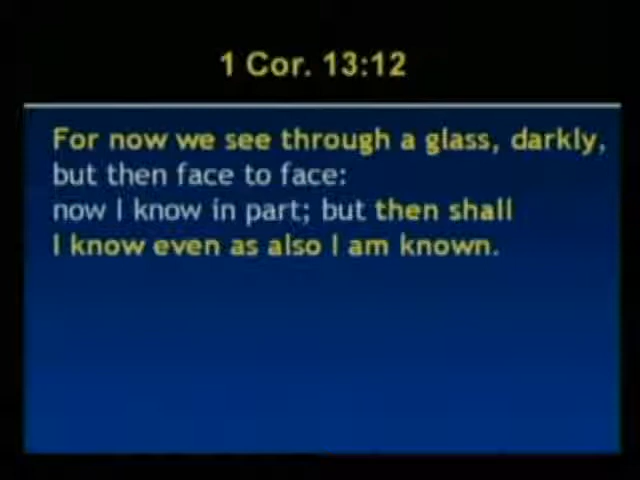 1 Cor. 13:12
For now we see through a glass, darkly,
but then face to face:
now I know in part; but then shall
I know even as also I am known.